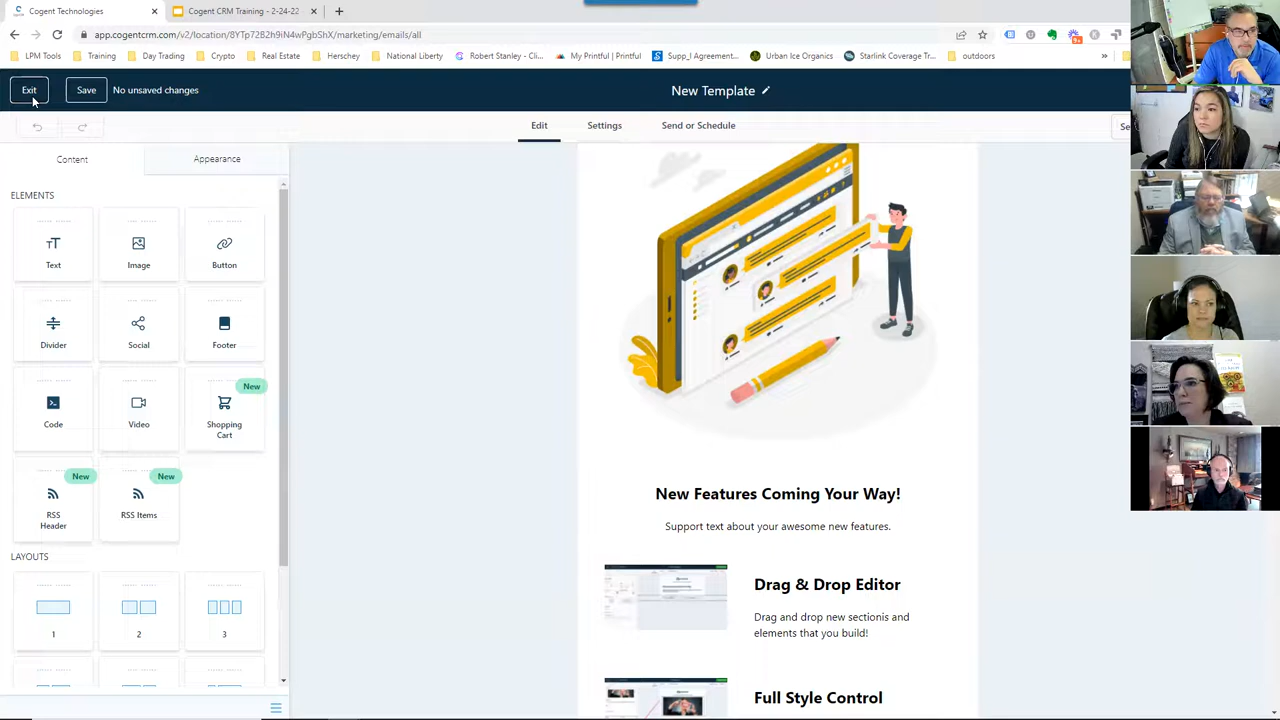 Cogent Technologies
Cogent CRM Training - 2-24-22
app.cogentcrm.com/v2/location/8YTp72B2h9iN4wPgbShX/marketing/emails/all
LPM Tools
Training
Day Trading
Crypto
Real Estate
Herschey
National Liberty
Robert Stanley - Cli...
My Printful | Printful
Supp_I Agreement...
Urban Ice Organics
Starlink Coverage Tr...
outdoors
Exit
Save
No unsaved changes
New Template
Edit
Settings
Send or Schedule
Se
Content
Appearance
ELEMENTS
Text
Image
Button
Divider
Social
Footer
New
Code
Video
Shopping
Cart
New
New
RSS
Header
RSS Items
LAYOUTS
1
New Features Coming Your Way!
Support text about your awesome new features.
Drag & Drop Editor
Drag and drop new sectionis and
elements that you build!
Full Style Control